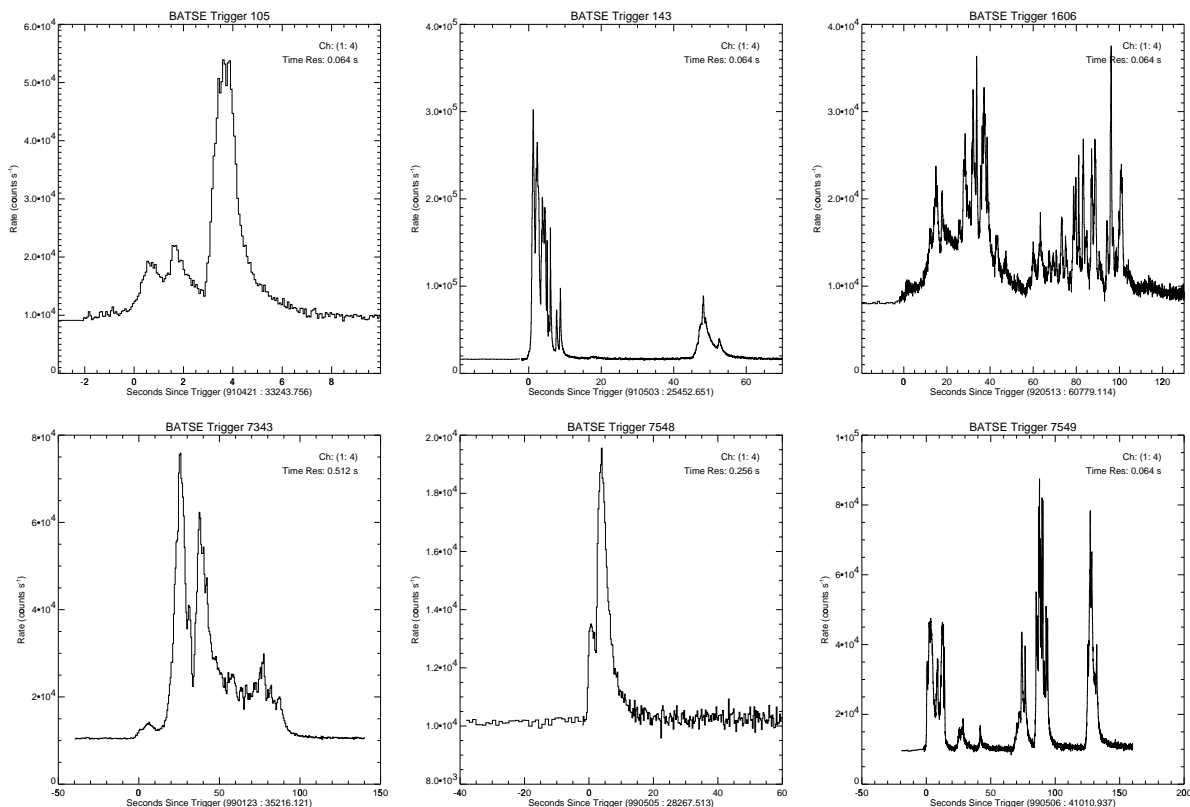 BATSE Trigger 105
Ch: (1: 4)
Time Res: 0.064 s
6.0•10^4
5.0•10^4
4.0•10^4
3.0•10^4
2.0•10^4
1.0•10^4
0
Rate (counts s^-1)
-2 0 2 4 6 8 10
Seconds Since Trigger (910421 : 33243.756)
BATSE Trigger 143
Ch: (1: 4)
Time Res: 0.064 s
4.0•10^5
3.0•10^5
2.0•10^5
1.0•10^5
0
Rate (counts s^-1)
0 20 40 60
Seconds Since Trigger (910503 : 25452.651)
BATSE Trigger 1606
Ch: (1: 4)
Time Res: 0.064 s
4.0•10^4
3.0•10^4
2.0•10^4
1.0•10^4
0
Rate (counts s^-1)
0 20 40 60 80 100 120
Seconds Since Trigger (920513 : 60779.114)
BATSE Trigger 7343
Ch: (1: 4)
Time Res: 0.512 s
8•10^4
6•10^4
4•10^4
2•10^4
0
Rate (counts s^-1)
-50 0 50 100 150
Seconds Since Trigger (990123 : 35216.121)
BATSE Trigger 7548
Ch: (1: 4)
Time Res: 0.256 s
2.0•10^4
1.8•10^4
1.6•10^4
1.4•10^4
1.2•10^4
1.0•10^4
8.0•10^3
Rate (counts s^-1)
-40 -20 0 20 40 60
Seconds Since Trigger (990505 : 28267.513)
BATSE Trigger 7549
Ch: (1: 4)
Time Res: 0.064 s
1•10^5
8•10^4
6•10^4
4•10^4
2•10^4
0
Rate (counts s^-1)
-50 0 50 100 150 200
Seconds Since Trigger (990506 : 41010.937)